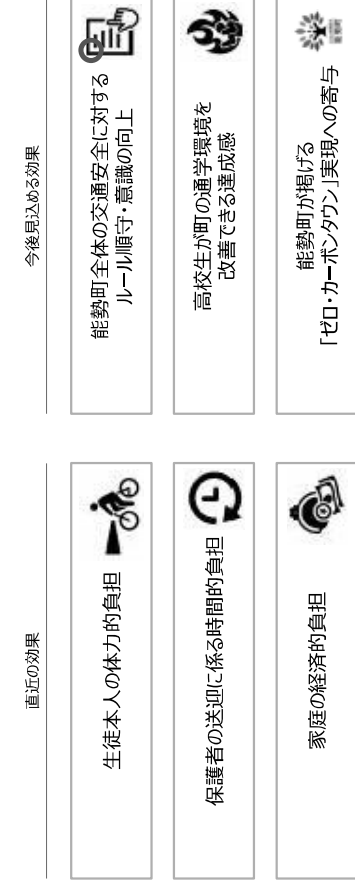 直近の効果
生徒本人の体力的負担
保護者の送迎に係る時間的負担
家庭の経済的負担
今後見込める効果
能勢町全体の交通安全に対する
ルール順守・意識の向上
高校生が町の通学環境を
改善できる達成感
能勢町が掲げる
「ゼロ・カーボンタウン」実現への寄与